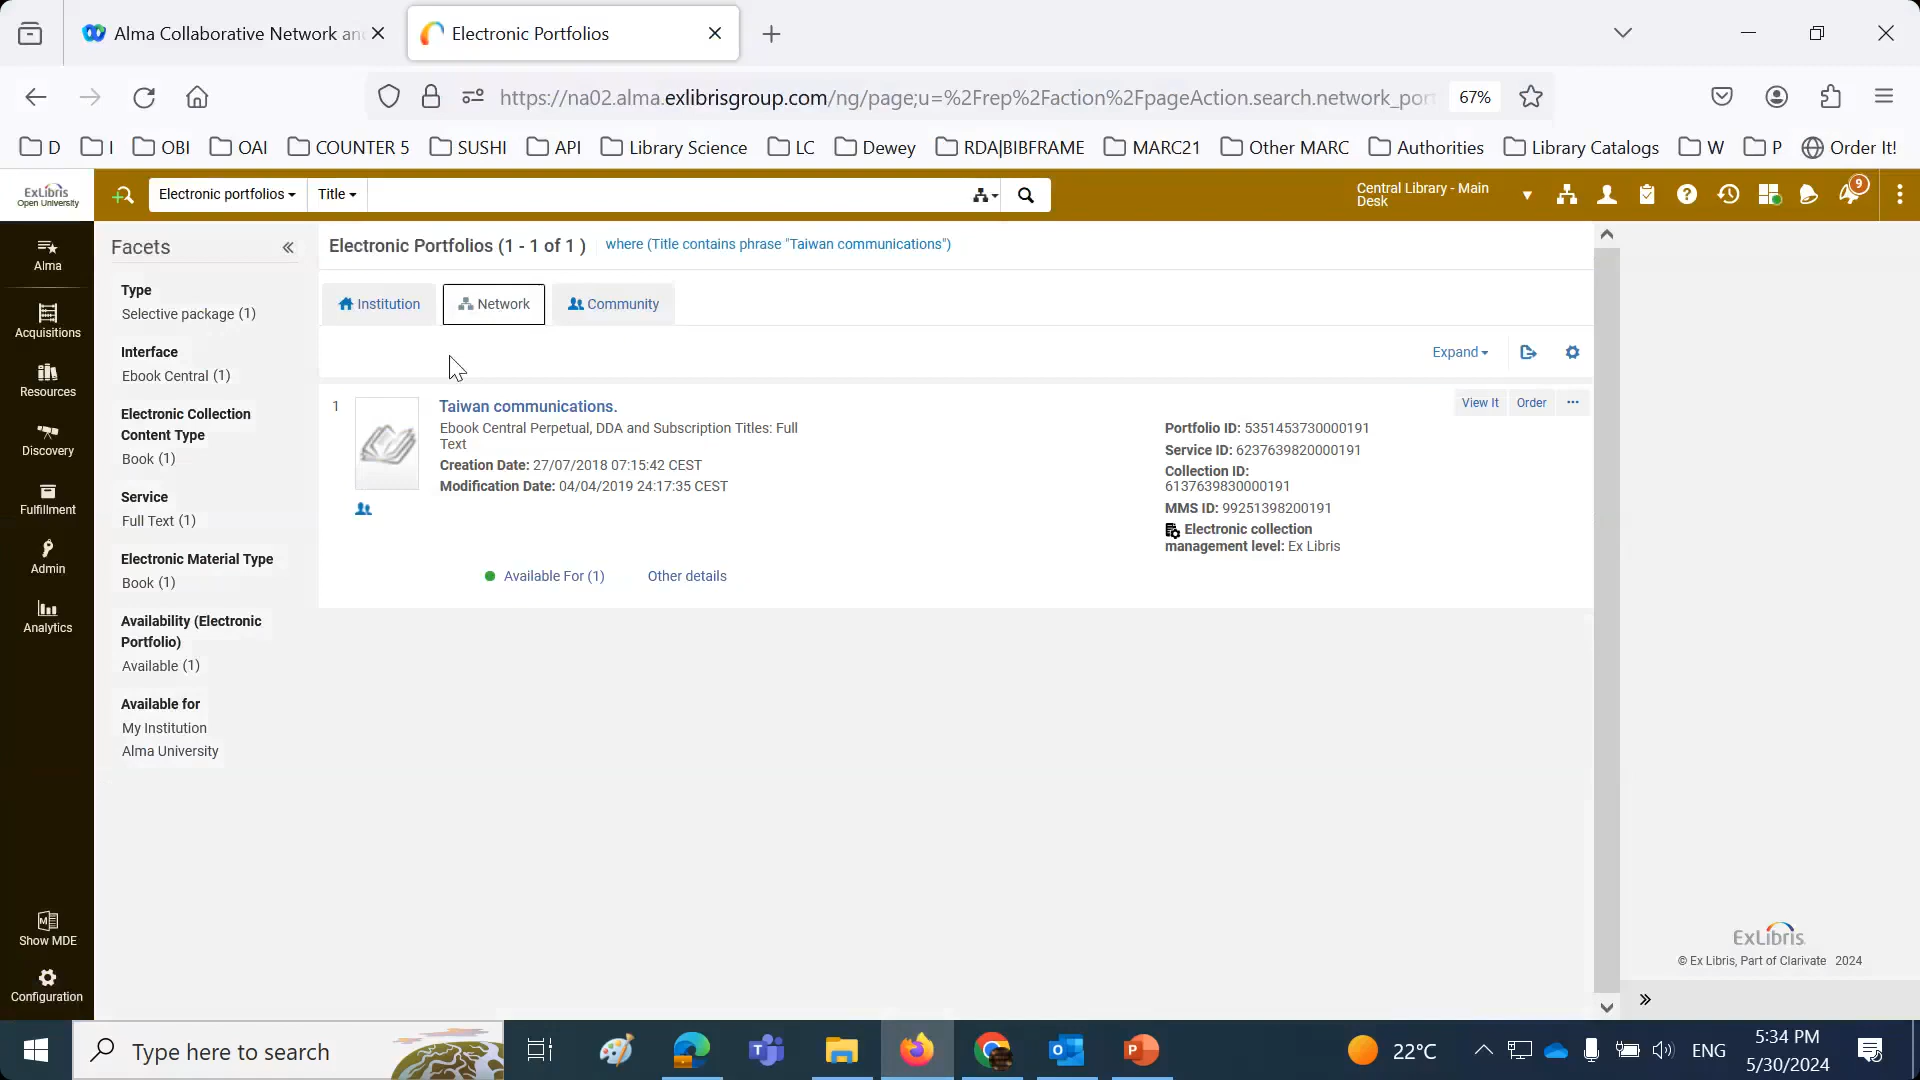 Alma Collaborative Network an
Electronic Portfolios
https://na02.alma.exlibrisgroup.com/ng/page;u=%2Frep%2Faction%2FpageAction.search.network_por
67%
D
I
OBI
OAI
COUNTER 5
SUSHI
API
Library Science
LC
Dewey
RDA|BIBFRAME
MARC21
Other MARC
Authorities
Library Catalogs
W
P
Order It!
ExLibris
Open University
Electronic portfolios
Title
Central Library - Main
Desk
9
Alma
Acquisitions
Resources
Discovery
Fulfillment
Admin
Analytics
Show MDE
Configuration
Facets
Type
Selective package (1)
Interface
Ebook Central (1)
Electronic Collection
Content Type
Book (1)
Service
Full Text (1)
Electronic Material Type
Book (1)
Availability (Electronic
Portfolio)
Available (1)
Available for
My Institution
Alma University
Electronic Portfolios (1 - 1 of 1 )
where (Title contains phrase "Taiwan communications")
Institution
Network
Community
Expand
1
Taiwan communications.
Ebook Central Perpetual, DDA and Subscription Titles: Full
Text
Creation Date: 27/07/2018 07:15:42 CEST
Modification Date: 04/04/2019 24:17:35 CEST
Available For (1)
Other details
View It
Order
Portfolio ID: 5351453730000191
Service ID: 6237639820000191
Collection ID:
6137639830000191
MMS ID: 99251398200191
Electronic collection
management level: Ex Libris
ExLibris
© Ex Libris, Part of Clarivate 2024
Type here to search
22°C
ENG
5:34 PM
5/30/2024